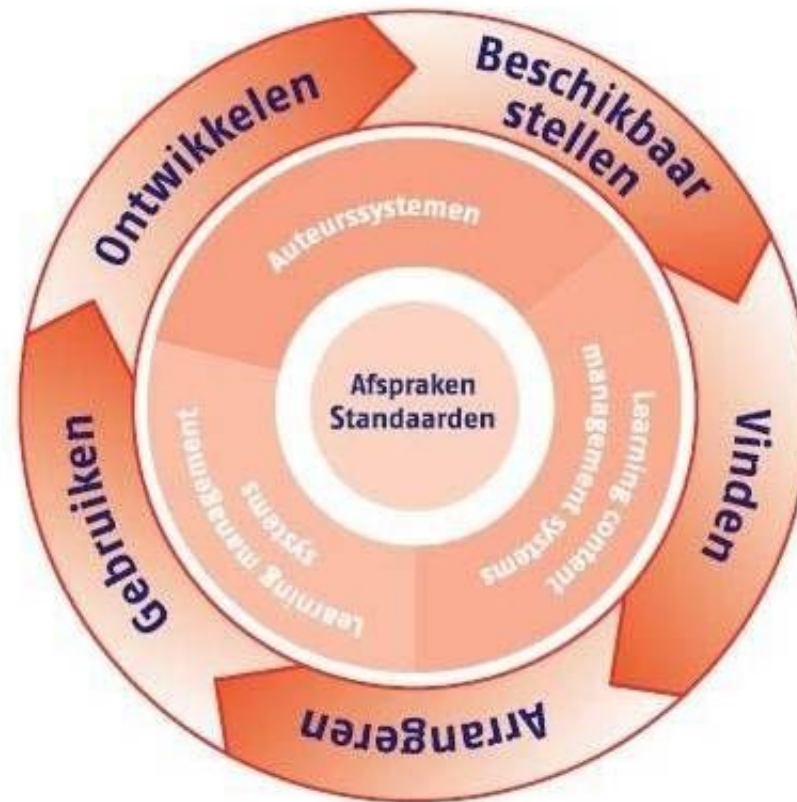 Ontwikkelen
Beschikbaar
stellen
Vinden
Arrangeren
Gebruiken
Auteurssystemen
Learning content
management systems
Learning management
systems
Afspraken
Standaarden